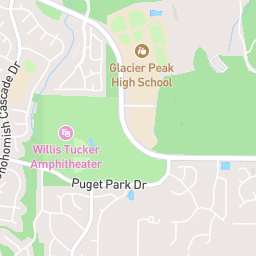 Glacier Peak
High School
nohomish Cascade Dr
Willis Tucker
Amphitheater
Puget Park Dr